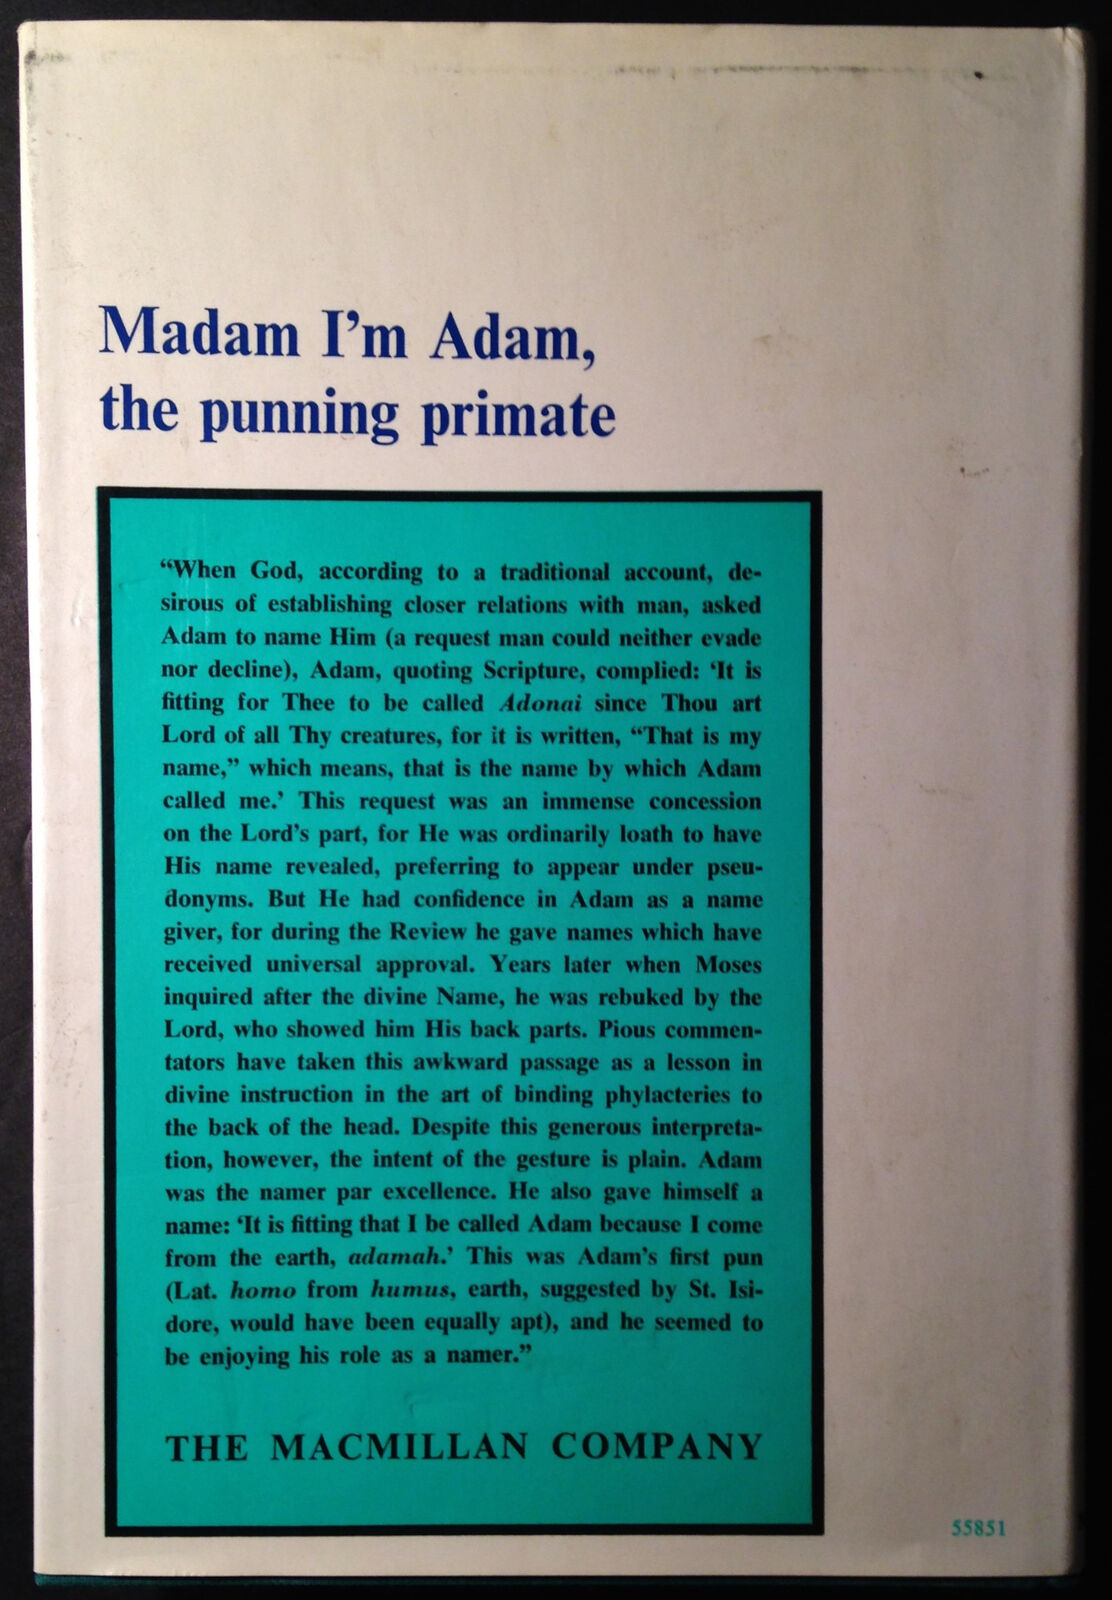 Madam I'm Adam,
the punning primate
“When God, according to a traditional account, de-
sirous of establishing closer relations with man, asked
Adam to name Him (a request man could neither evade
nor decline), Adam, quoting Scripture, complied: ‘It is
fitting for Thee to be called Adonai since Thou art
Lord of all Thy creatures, for it is written, “That is my
name,” which means, that is the name by which Adam
called me.’ This request was an immense concession
on the Lord’s part, for He was ordinarily loath to have
His name revealed, preferring to appear under pseu-
donyms. But He had confidence in Adam as a name
giver, for during the Review he gave names which have
received universal approval. Years later when Moses
inquired after the divine Name, he was rebuked by the
Lord, who showed him His back parts. Pious commen-
tators have taken this awkward passage as a lesson in
divine instruction in the art of binding phylacteries to
the back of the head. Despite this generous interpreta-
tion, however, the intent of the gesture is plain. Adam
was the namer par excellence. He also gave himself a
name: ‘It is fitting that I be called Adam because I come
from the earth, adamah.’ This was Adam’s first pun
(Lat. homo from humus, earth, suggested by St. Isi-
dore, would have been equally apt), and he seemed to
be enjoying his role as a namer.”
THE MACMILLAN COMPANY
55851